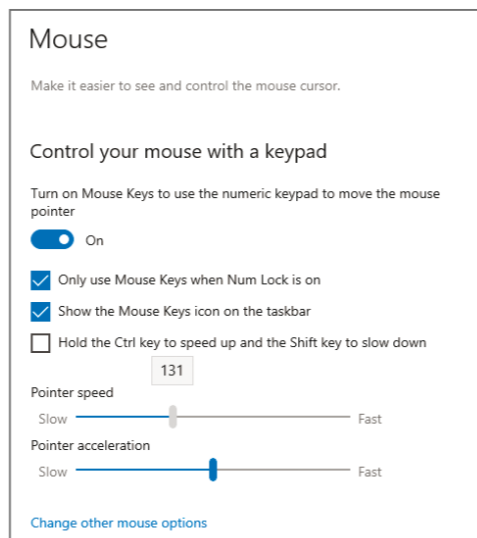 Mouse
Make it easier to see and control the mouse cursor.
Control your mouse with a keypad
Turn on Mouse Keys to use the numeric keypad to move the mouse
pointer
On
Only use Mouse Keys when Num Lock is on
Show the Mouse Keys icon on the taskbar
Hold the Ctrl key to speed up and the Shift key to slow down
131
Pointer speed
Slow Fast
Pointer acceleration
Slow Fast
Change other mouse options